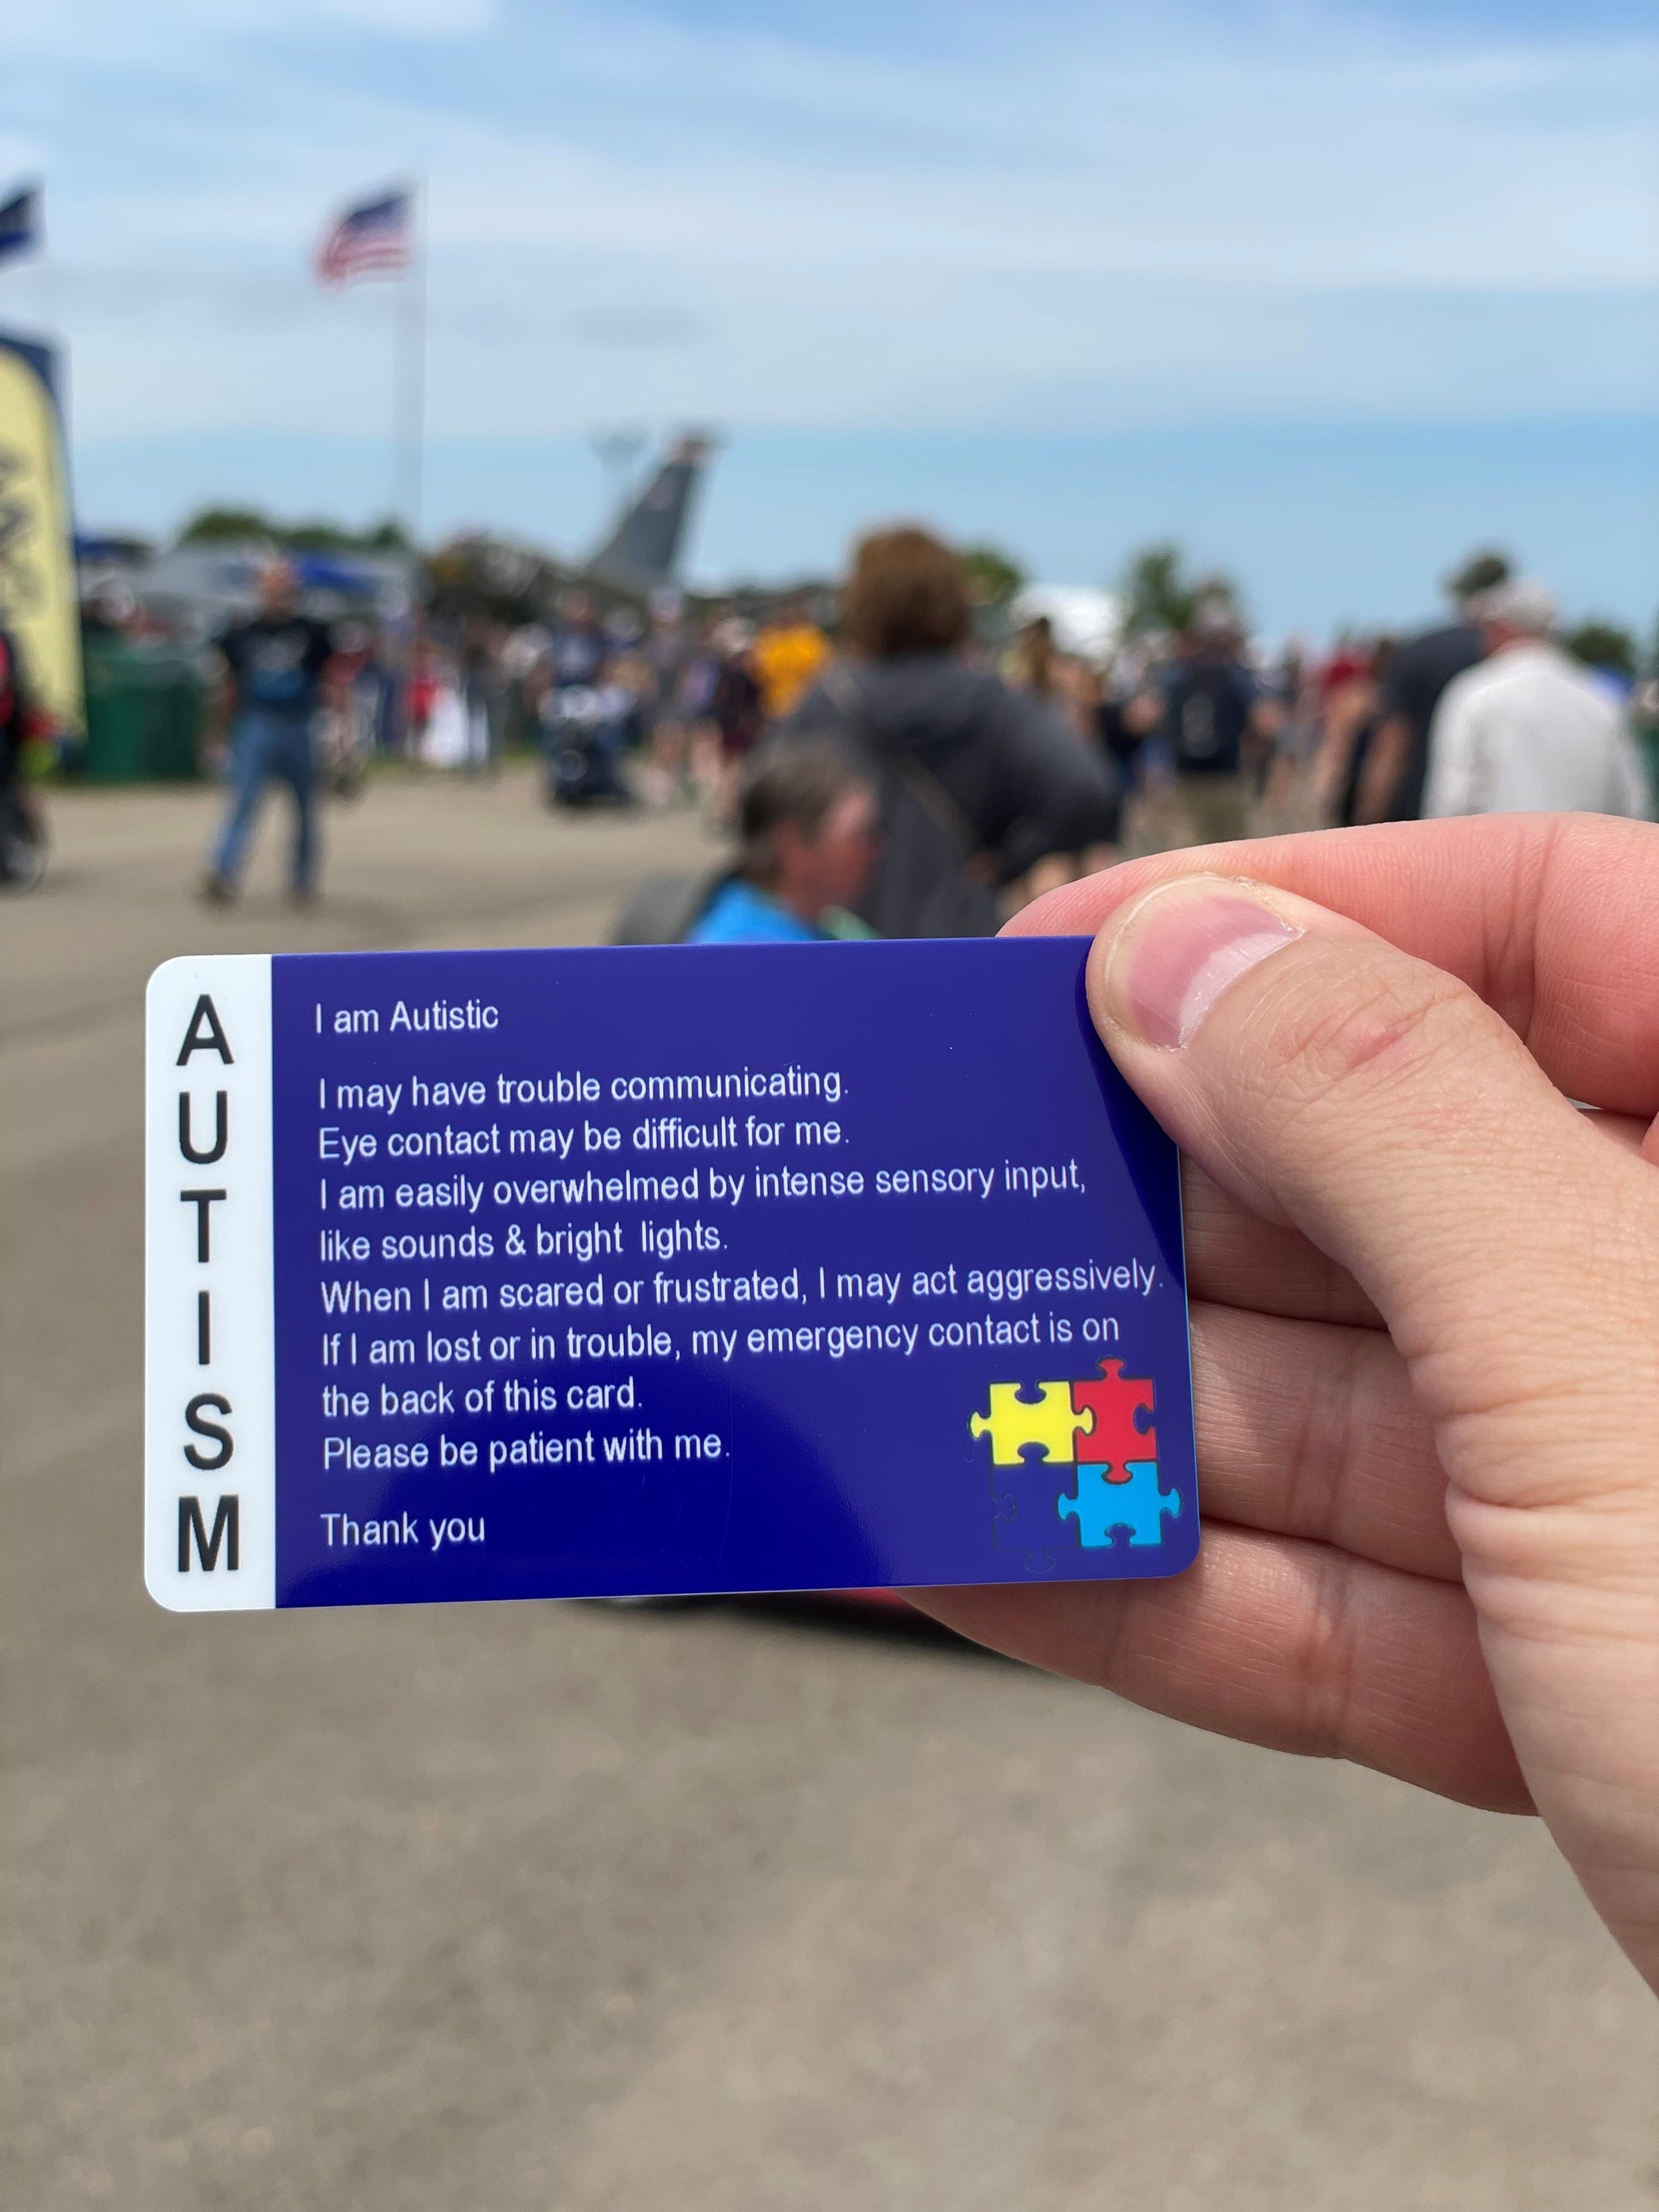 AUTISM
I am Autistic
I may have trouble communicating.
Eye contact may be difficult for me.
I am easily overwhelmed by intense sensory input,
like sounds & bright lights.
When I am scared or frustrated, I may act aggressively.
If I am lost or in trouble, my emergency contact is on
the back of this card.
Please be patient with me.
Thank you